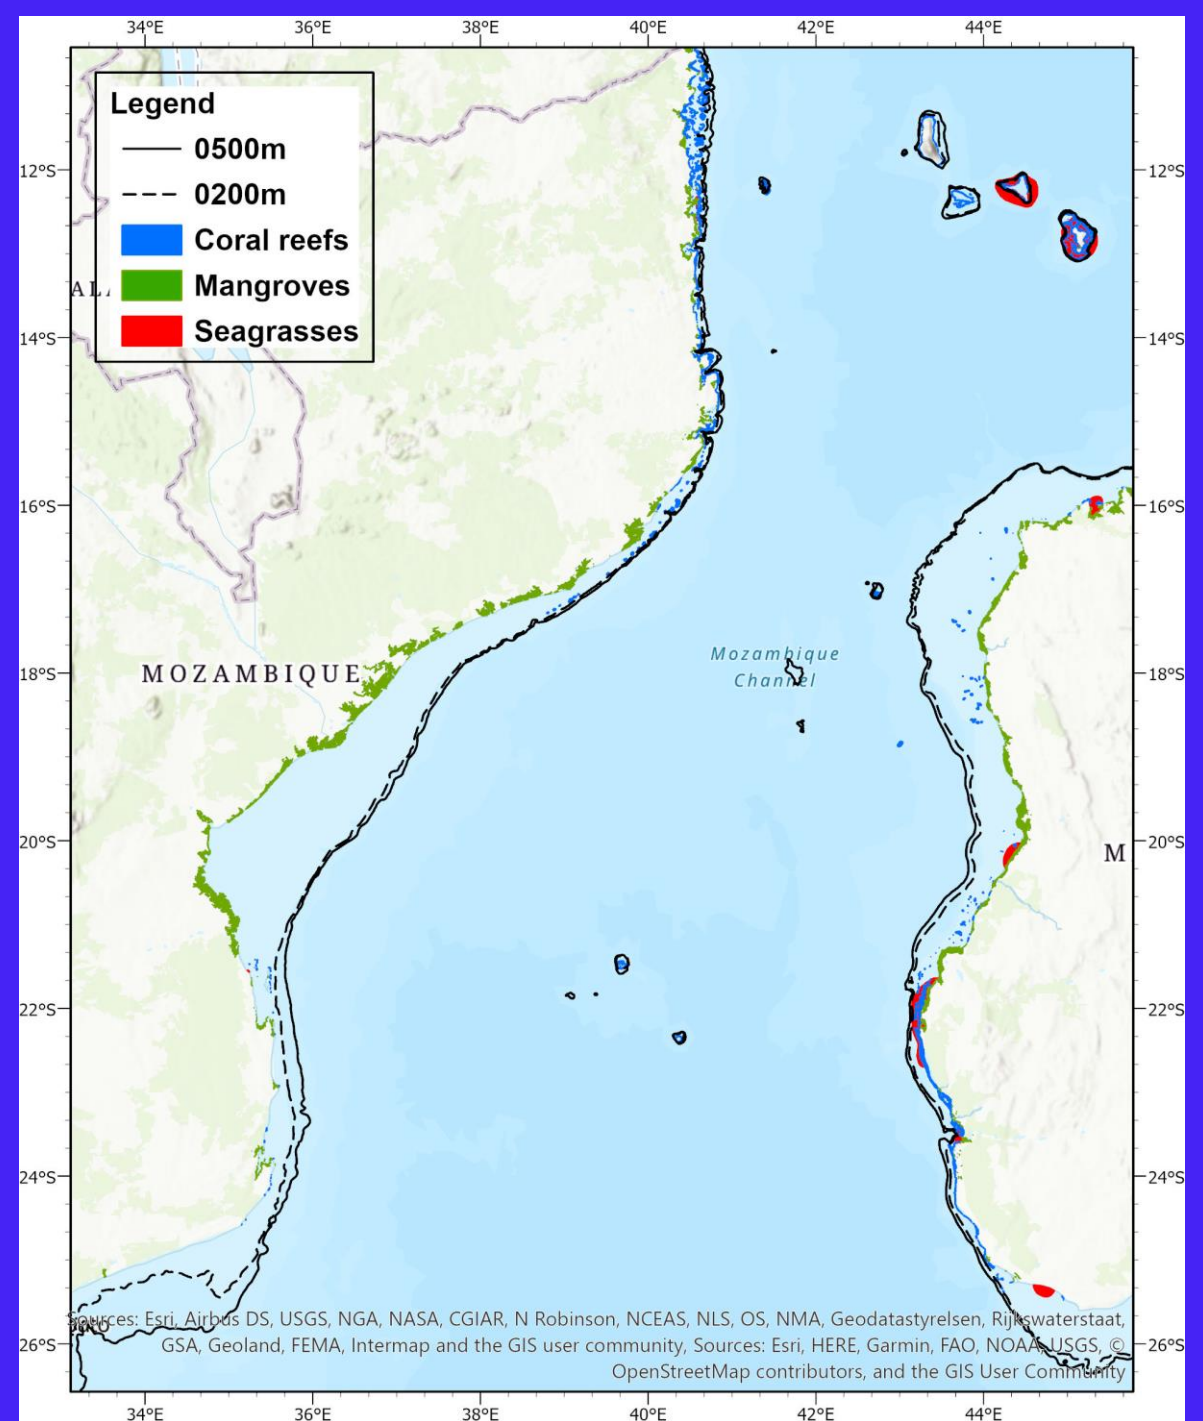 34°E 36°E 38°E 40°E 42°E 44°E
Legend
0500m
0200m
Coral reefs
Mangroves
Seagrasses
12°S 12°S
14°S 14°S
16°S 16°S
18°S 18°S
20°S 20°S
22°S 22°S
24°S 24°S
26°S 26°S
MOZAMBIQUE
Mozambique
Channel
M
Sources: Esri, Airbus DS, USGS, NGA, NASA, CGIAR, N Robinson, NCEAS, NLS, OS, NMA, Geodatastyrelsen, Rijkswaterstaat,
GSA, Geoland, FEMA, Intermap and the GIS user community, Sources: Esri, HERE, Garmin, FAO, NOAA, USGS, ©
OpenStreetMap contributors, and the GIS User Community
34°E 36°E 38°E 40°E 42°E 44°E